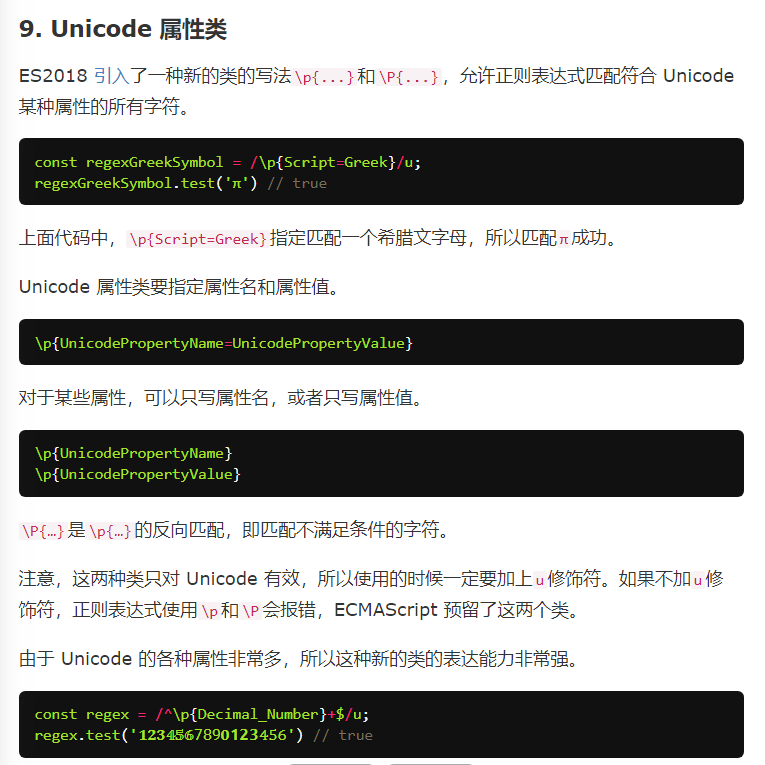 9. Unicode 属性类
ES2018 引入了一种新的类的写法\p{...}和\P{...}，允许正则表达式匹配符合 Unicode
某种属性的所有字符。
const regexGreekSymbol = /\p{Script=Greek}/u;
regexGreekSymbol.test('π') // true
上面代码中，\p{Script=Greek}指定匹配一个希腊文字母，所以匹配π成功。
Unicode 属性类要指定属性名和属性值。
\p{UnicodePropertyName=UnicodePropertyValue}
对于某些属性，可以只写属性名，或者只写属性值。
\p{UnicodePropertyName}
\p{UnicodePropertyValue}
\P{…}是\p{…}的反向匹配，即匹配不满足条件的字符。
注意，这两种类只对 Unicode 有效，所以使用的时候一定要加上u修饰符。如果不加u修
饰符，正则表达式使用\p和\P会报错，ECMAScript 预留了这两个类。
由于 Unicode 的各种属性非常多，所以这种新的类的表达能力非常强。
const regex = /^\p{Decimal_Number}+$/u;
regex.test('𝟏𝟐𝟑𝟜𝟝𝟞𝟩𝟪𝟫𝟬𝟭𝟮𝟯𝟺𝟻𝟼') // true